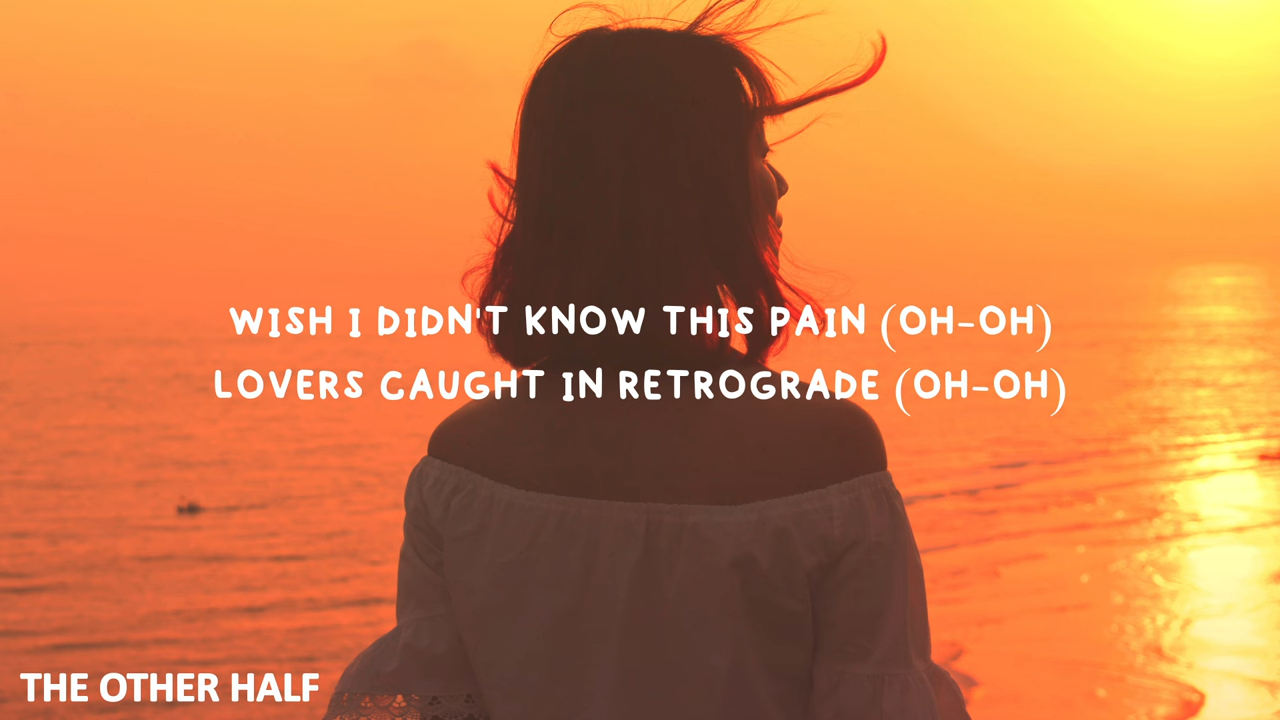 WISH I DIDN'T KNOW THIS PAIN (OH-OH)
LOVERS CAUGHT IN RETROGRADE (OH-OH)
THE OTHER HALF